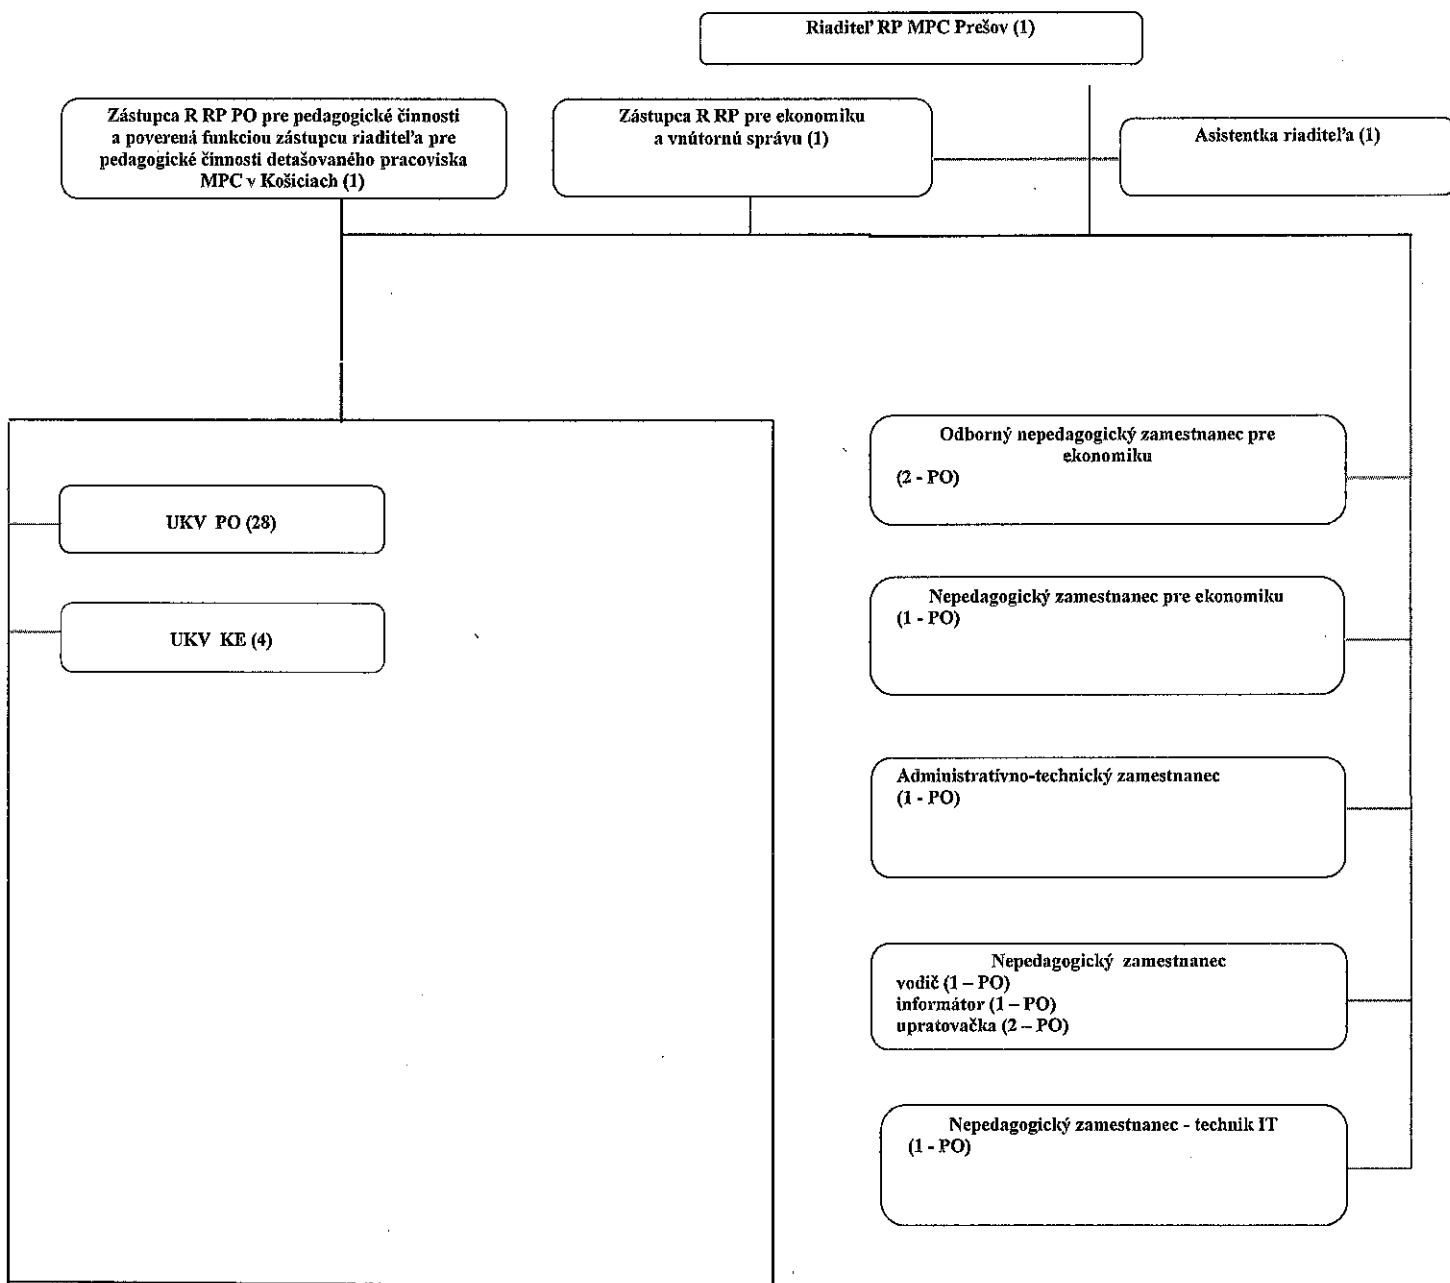 Riaditeľ RP MPC Prešov (1)
Zástupca R RP PO pre pedagogické činnosti
a poverená funkciou zástupcu riaditeľa pre
pedagogické činnosti detašovaného pracoviska
MPC v Košiciach (1)
Zástupca R RP pre ekonomiku
a vnútornú správu (1)
Asistentka riaditeľa (1)
UKV PO (28)
UKV KE (4)
Odborný nepedagogický zamestnanec pre
ekonomiku
(2 - PO)
Nepedagogický zamestnanec pre ekonomiku
(1 - PO)
Administratívno-technický zamestnanec
(1 - PO)
Nepedagogický zamestnanec
vodič (1 – PO)
informátor (1 – PO)
upratovačka (2 – PO)
Nepedagogický zamestnanec - technik IT
(1 - PO)